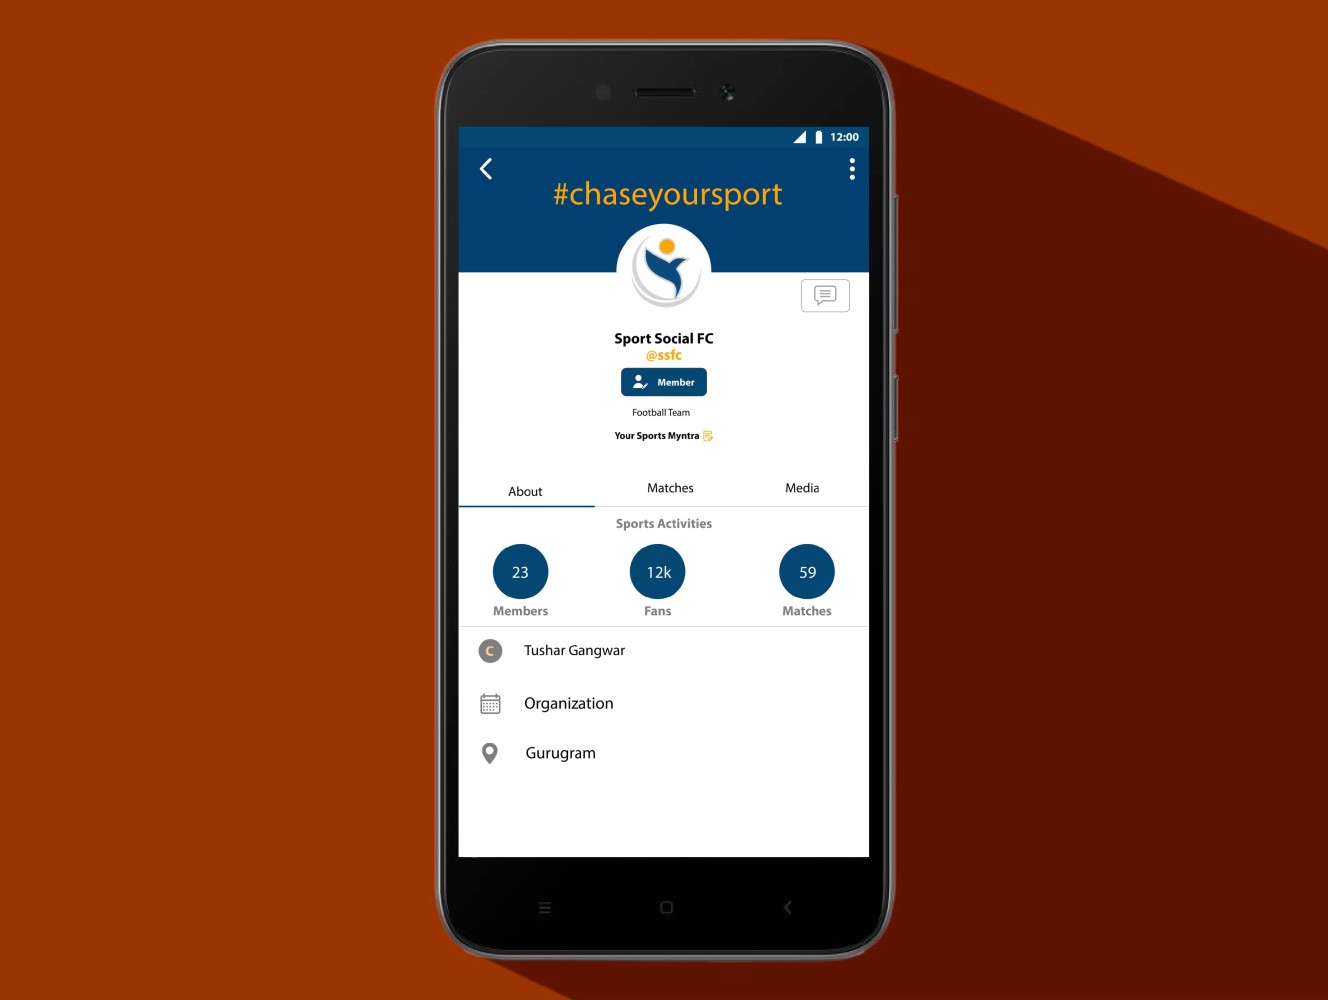 12:00
#chaseyoursport
Sport Social FC
@ssfc
Member
Football Team
Your Sports Myntra
About Matches Media
Sports Activities
23 12k 59
Members Fans Matches
C Tushar Gangwar
Organization
Gurugram